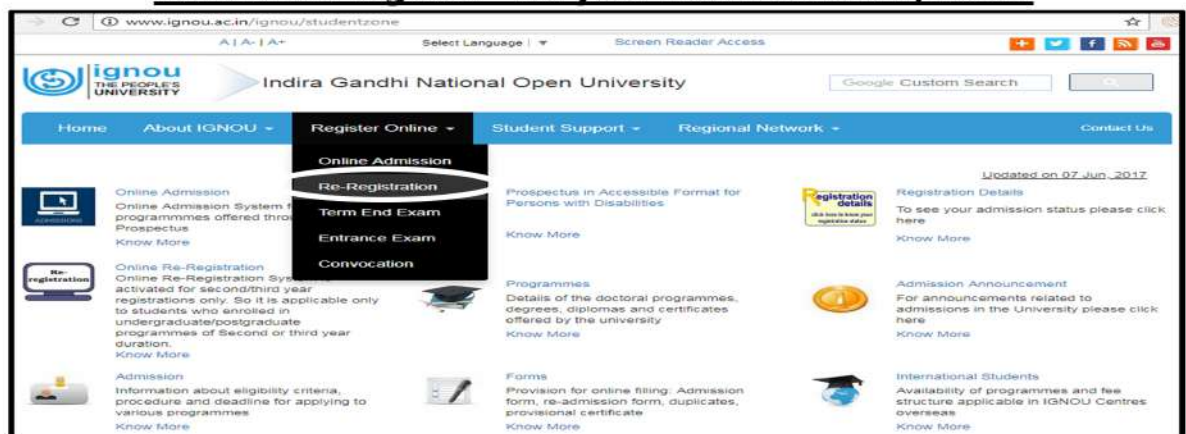 www.ignou.ac.in/ignou/studentzone
A | A- | A+ Select Language ▼ Screen Reader Access
ignou
THE PEOPLE'S
UNIVERSITY
Indira Gandhi National Open University
Google Custom Search
Home About IGNOU Register Online Student Support Regional Network Contact Us
Online Admission
Re-Registration
Term End Exam
Entrance Exam
Convocation
Updated on 07 Jun, 2017
ADMISSIONS
Online Admission
Online Admission System
programmmes offered
Prospectus
Know More
Prospectus in Accessible Format for
Persons with Disabilities
Know More
Registration
details
click here to know your
registration status
Registration Details
To see your admission status please click
here
Know More
Re-
registration
Online Re-Registration
Online Re-Registration
activated for second/third year
registrations only. So it is applicable only
to students who enrolled in
undergraduate/postgraduate
programmes of Second or third year
duration.
Know More
Programmes
Details of the doctoral programmes,
degrees, diplomas and certificates
offered by the university
Know More
Admission Announcement
For announcements related to
admissions in the University please click
here
Know More
Admission
Information about eligibility criteria,
procedure and deadline for applying to
various programmes
Know More
Forms
Provision for online filling: Admission
form, re-admission form, duplicates,
provisional certificate
Know More
International Students
Availability of programmes and fee
structure applicable in IGNOU Centres
overseas
Know More